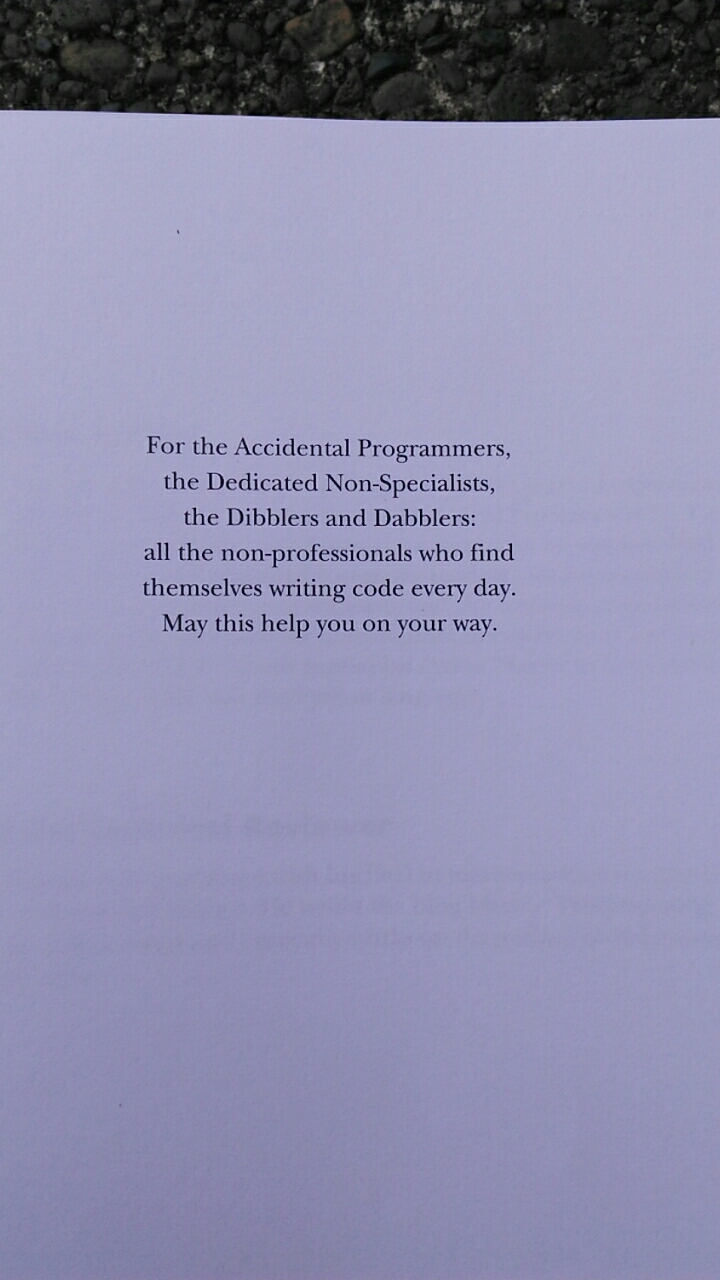 For the Accidental Programmers,
the Dedicated Non-Specialists,
the Dibblers and Dabblers:
all the non-professionals who find
themselves writing code every day.
May this help you on your way.